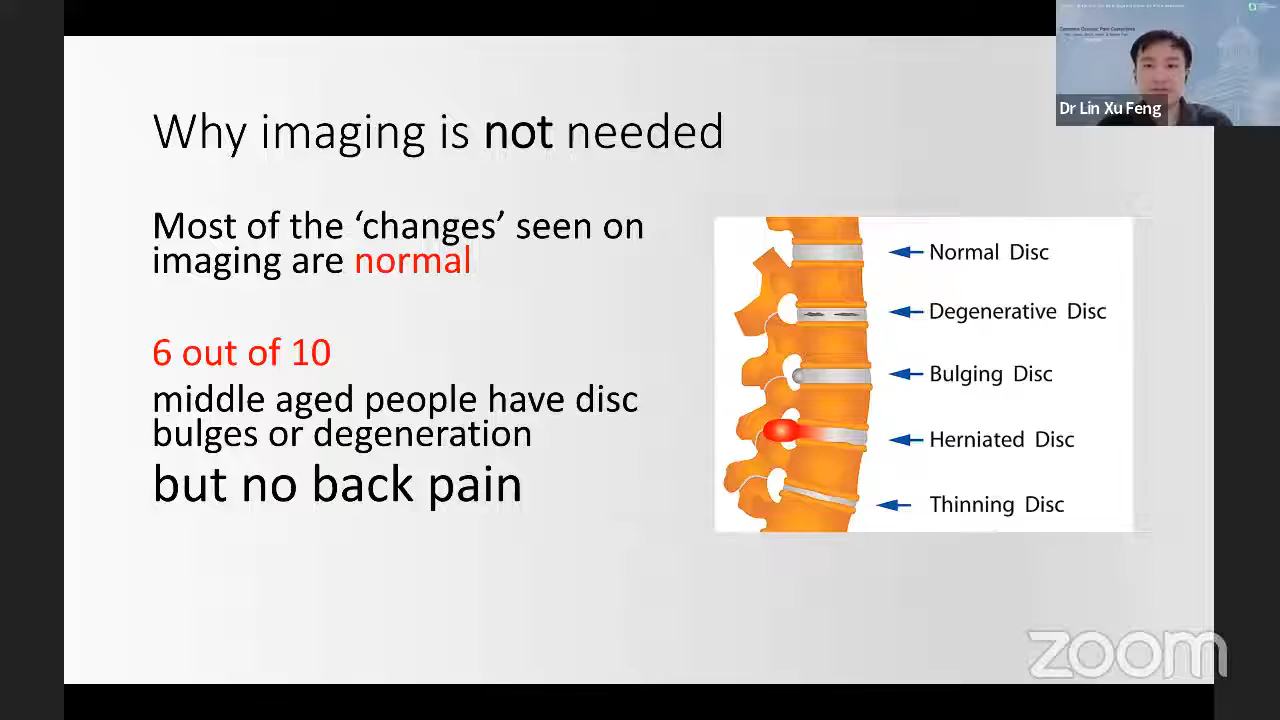 Dr Lin Xu Feng
Why imaging is not needed
Most of the ‘changes’ seen on
imaging are normal
6 out of 10
middle aged people have disc
bulges or degeneration
but no back pain
Normal Disc
Degenerative Disc
Bulging Disc
Herniated Disc
Thinning Disc
zoom